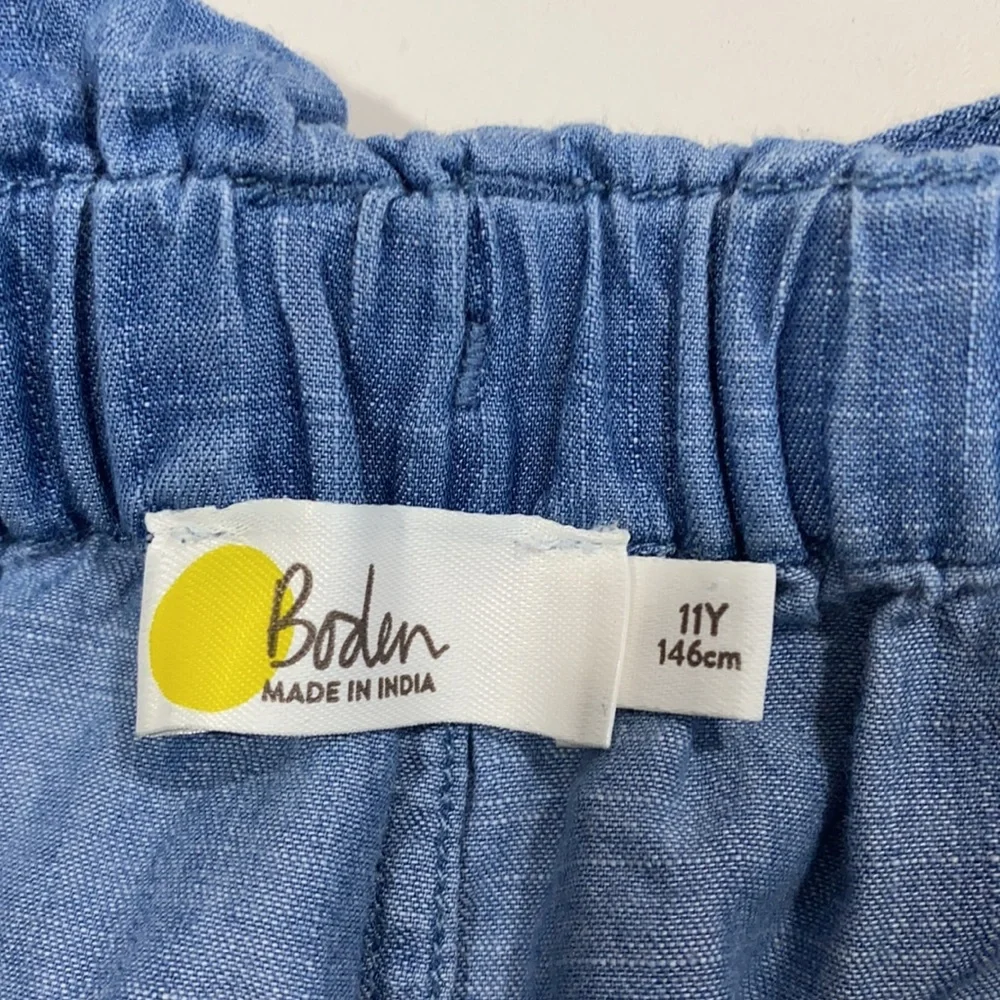 Boden
MADE IN INDIA
11Y
146cm